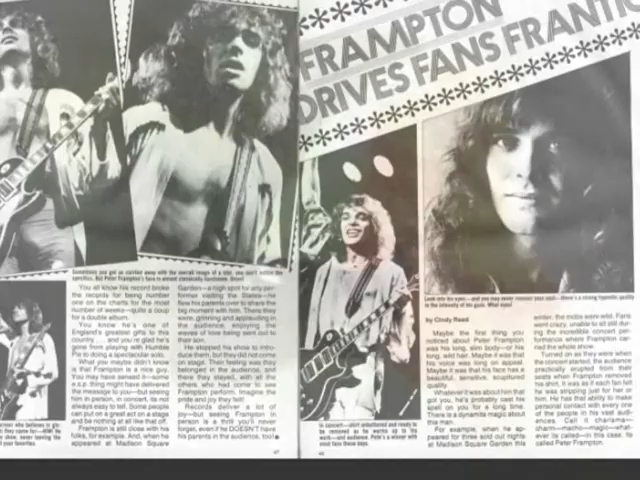 FRAMPTON
DRIVES FANS FRANTIC
Sometimes you get so carried away with the overall image of a star, you don't notice the
specifics. But Peter Frampton's face is almost classically handsome.
You all know his record broke
the records for being number
one on the charts for the most
number of weeks—quite a coup
for a double album.
You know he's one of
England's greatest gifts to this
country . . . and you're glad he's
gone from playing with Humble
Pie to doing a spectacular solo.
What you maybe didn't know
is that Frampton is a nice guy.
You may have sensed it—some
e.s.p. thing might have delivered
the message to you—but seeing
him in person, in concert, is not
always easy to tell. Some people
can put on a great act on a stage
and be nothing at all like that off.
Frampton is still close with his
folks, for example. And, when he
appeared at Madison Square
Garden—a high spot for any per-
former visiting the States—he
flew his parents over to share the
big moment with him. There they
were, grinning and appreciating in
the audience, enjoying the
waves of love being sent out to
their son.
He stopped his show to intro-
duce them, but they did not come
on stage. Their feeling was they
belonged in the audience, and
there they stayed, with all the
others who had come to see
Frampton perform. Imagine the
pride and joy they felt!
Records deliver a lot of
joy—but seeing Frampton in
person is a thrill you'll never
forget, even if he DOESN'T have
his parents in the audience, too!
In concert—shirt unbuttoned and ready to
be removed as he warms up to his
work—and audience. Pete's a winner with
most fans these days.
Look into his eyes—and you may never recover your cool—there's a strong hypnotic quality
in the intensity of his gaze. What eyes!
by Cindy Reed
Maybe the first thing you
noticed about Peter Frampton
was his long, slim body—or his
long, wild hair. Maybe it was that
his voice was long on appeal.
Maybe it was that his face has a
beautiful, sensitive, sculptured
quality.
Whatever it was about him that
got you, he's probably cast his
spell on you for a long time.
There is a dynamite magic about
this man.
For example, when he ap-
peared for three sold out nights
at Madison Square Garden this
winter, the mobs were wild. Fans
went crazy, unable to sit still dur-
ing the incredible concert per-
formance where Frampton car-
ried the whole show.
Turned on as they were when
the concert started, the audience
practically erupted from their
seats when Frampton removed
his shirt. It was as if each fan felt
he was stripping just for her or
him. He has that ability to make
personal contact with every one
of the people in his vast audi-
ences. Call it charisma—
charm—macho—magic—what-
ever its called—in this case, its
called Peter Frampton.